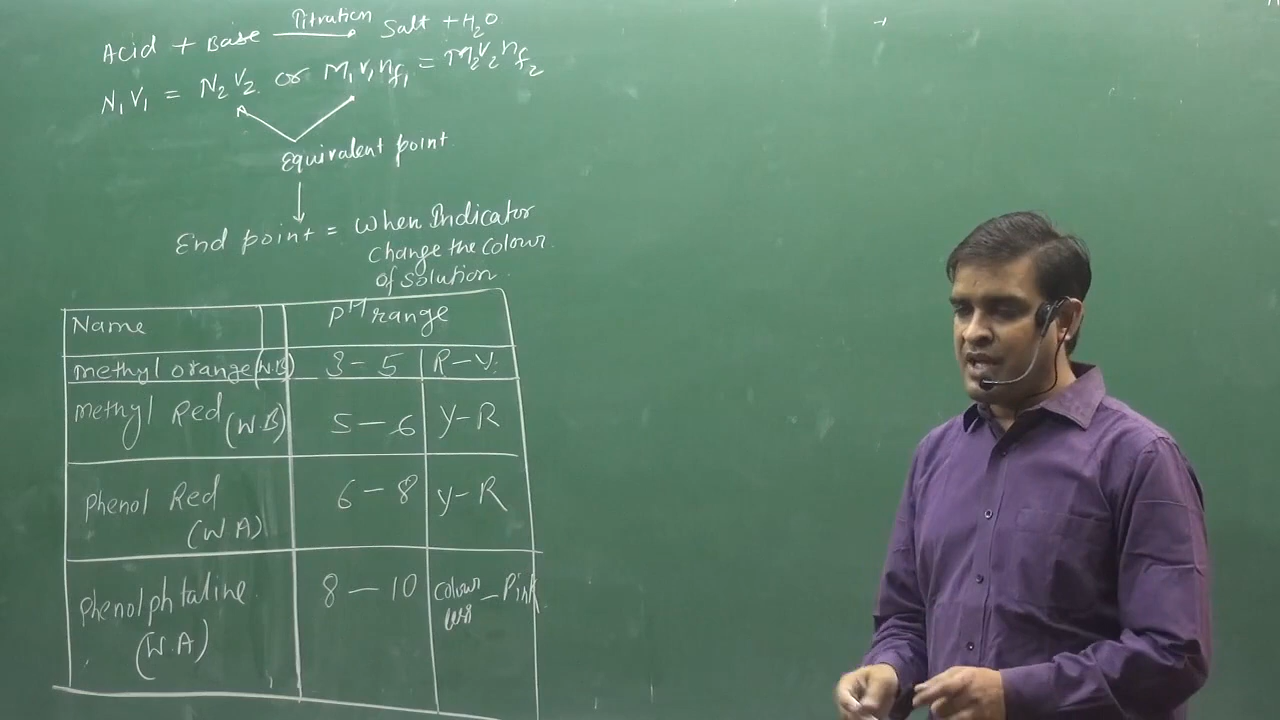 Acid + Base Titration Salt + H2O
N1V1 = N2V2 or M1V1nf1 = M2V2nf2
Equivalent point
End point = When Indicator
change the Colour
of solution.
Name PH range
methyl orange (W.B) 3 – 5 R – Y
methyl Red (W.B) 5 – 6 Y – R
Phenol Red 6 – 8 Y – R
(W.A)
Phenolphtaline 8 – 10 Colour less – Pink
(W.A)